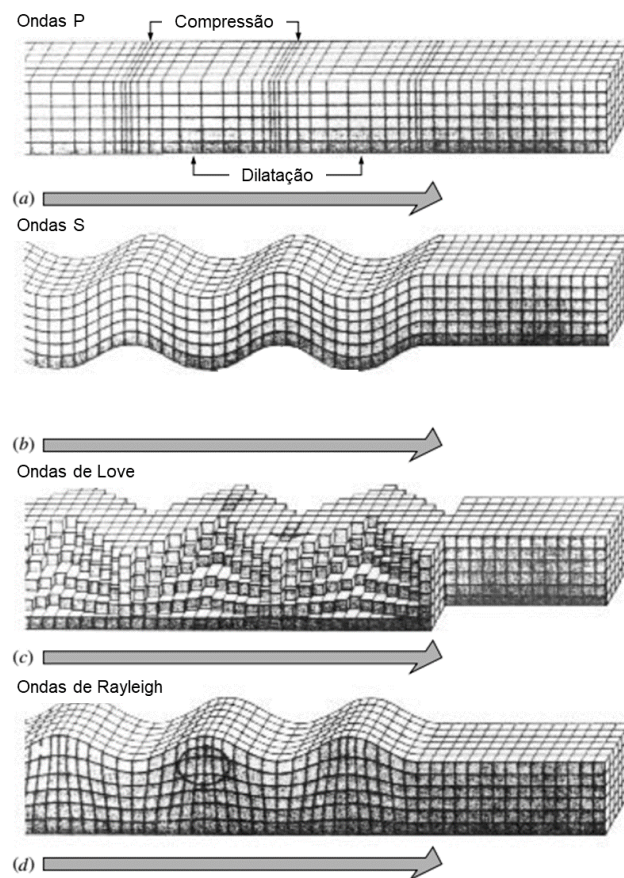 Ondas P
Compressão
Dilatação
(a)
Ondas S
(b)
Ondas de Love
(c)
Ondas de Rayleigh
(d)